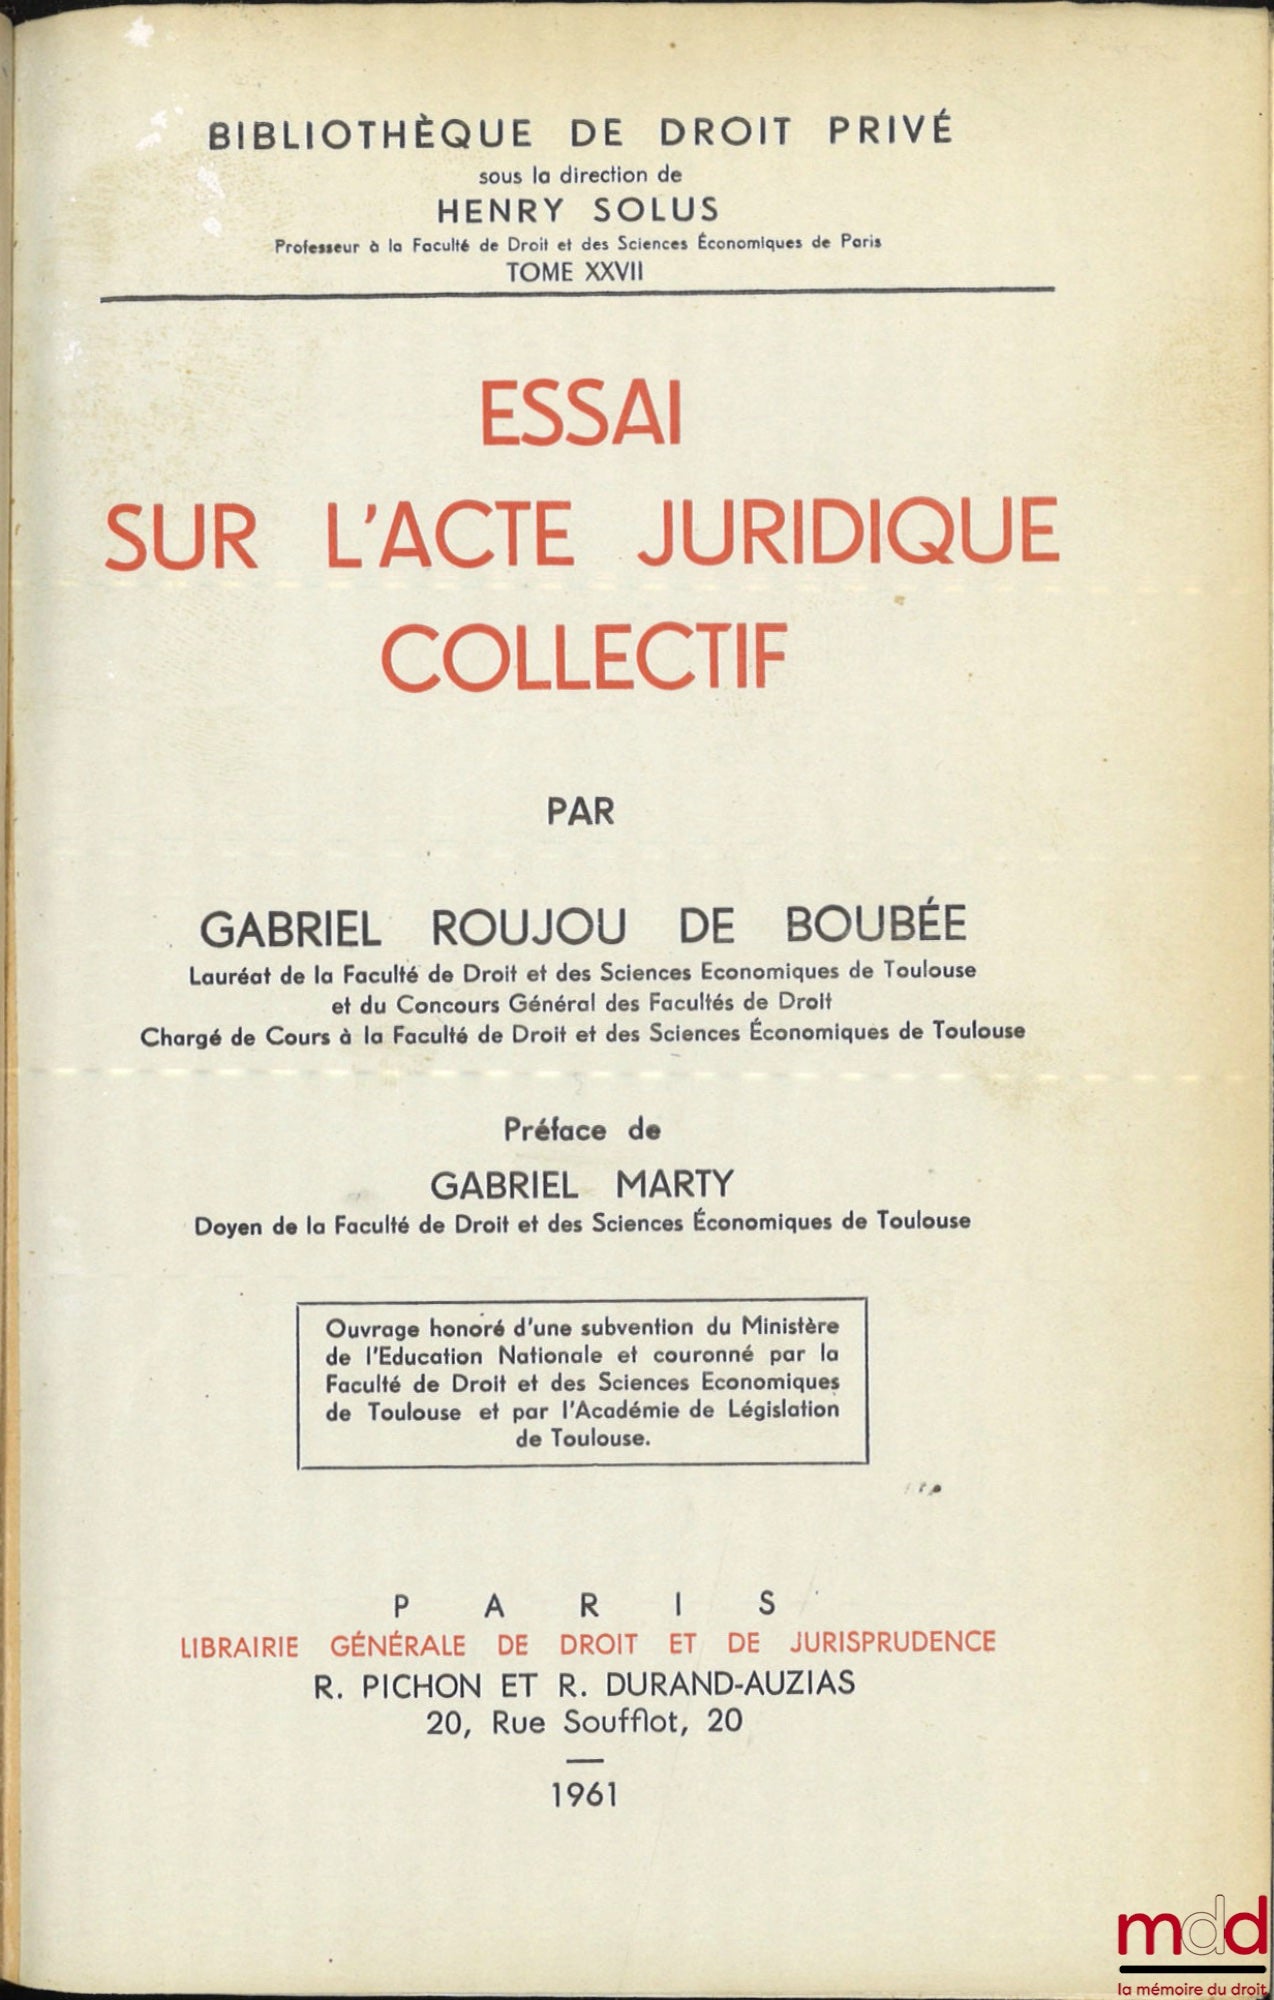 BIBLIOTHÈQUE DE DROIT PRIVÉ
sous la direction de
HENRY SOLUS
Professeur à la Faculté de Droit et des Sciences Économiques de Paris
TOME XXVII
ESSAI
SUR L'ACTE JURIDIQUE
COLLECTIF
PAR
GABRIEL ROUJOU DE BOUBÉE
Lauréat de la Faculté de Droit et des Sciences Economiques de Toulouse
et du Concours Général des Facultés de Droit
Chargé de Cours à la Faculté de Droit et des Sciences Économiques de Toulouse
Préface de
GABRIEL MARTY
Doyen de la Faculté de Droit et des Sciences Économiques de Toulouse
Ouvrage honoré d'une subvention du Ministère
de l'Education Nationale et couronné par la
Faculté de Droit et des Sciences Economiques
de Toulouse et par l'Académie de Législation
de Toulouse.
PARIS
LIBRAIRIE GÉNÉRALE DE DROIT ET DE JURISPRUDENCE
R. PICHON ET R. DURAND-AUZIAS
20, Rue Soufflot, 20
1961
mdd
la mémoire du droit